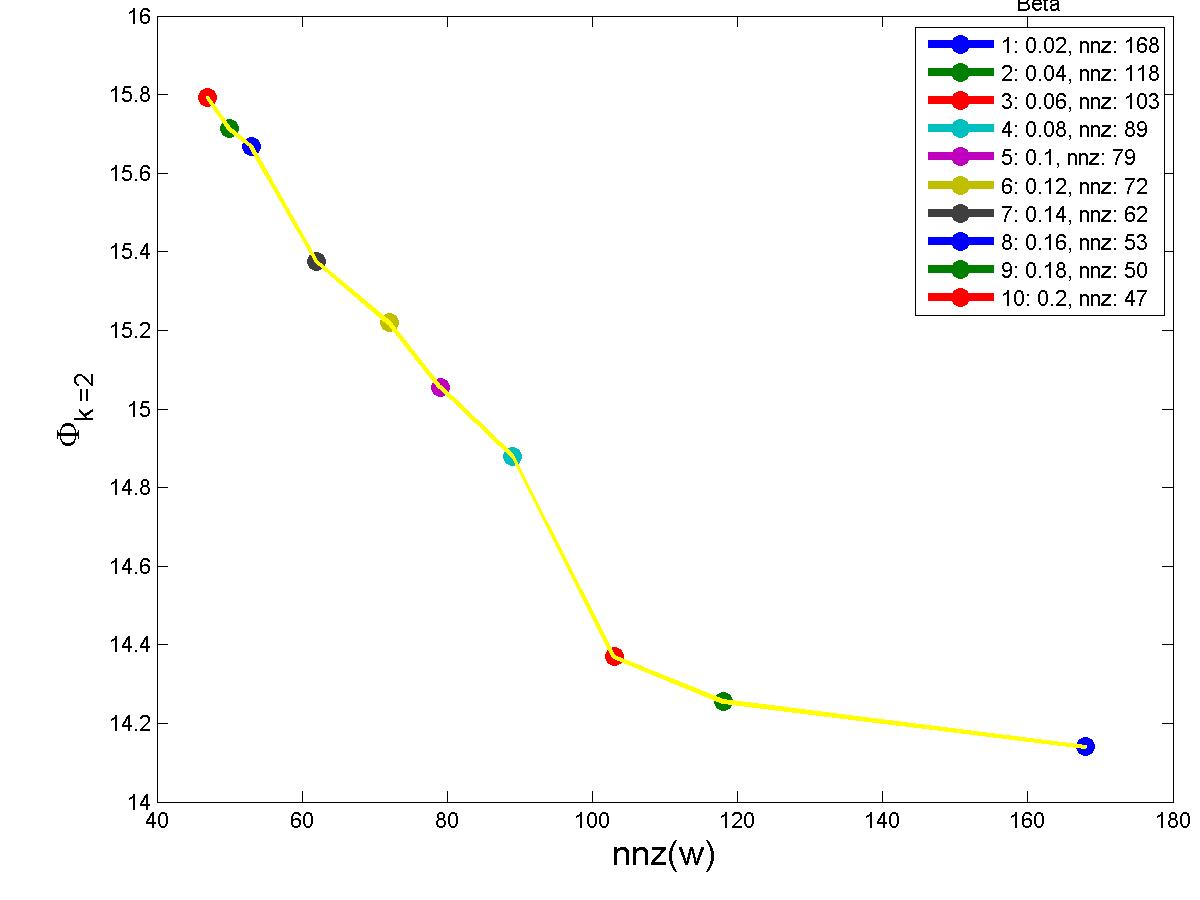 Beta
1: 0.02, nnz: 168
2: 0.04, nnz: 118
3: 0.06, nnz: 103
4: 0.08, nnz: 89
5: 0.1, nnz: 79
6: 0.12, nnz: 72
7: 0.14, nnz: 62
8: 0.16, nnz: 53
9: 0.18, nnz: 50
10: 0.2, nnz: 47
16
15.8
15.6
15.4
15.2
15
14.8
14.6
14.4
14.2
14
Φk =2
40 60 80 100 120 140 160 180
nnz(w)